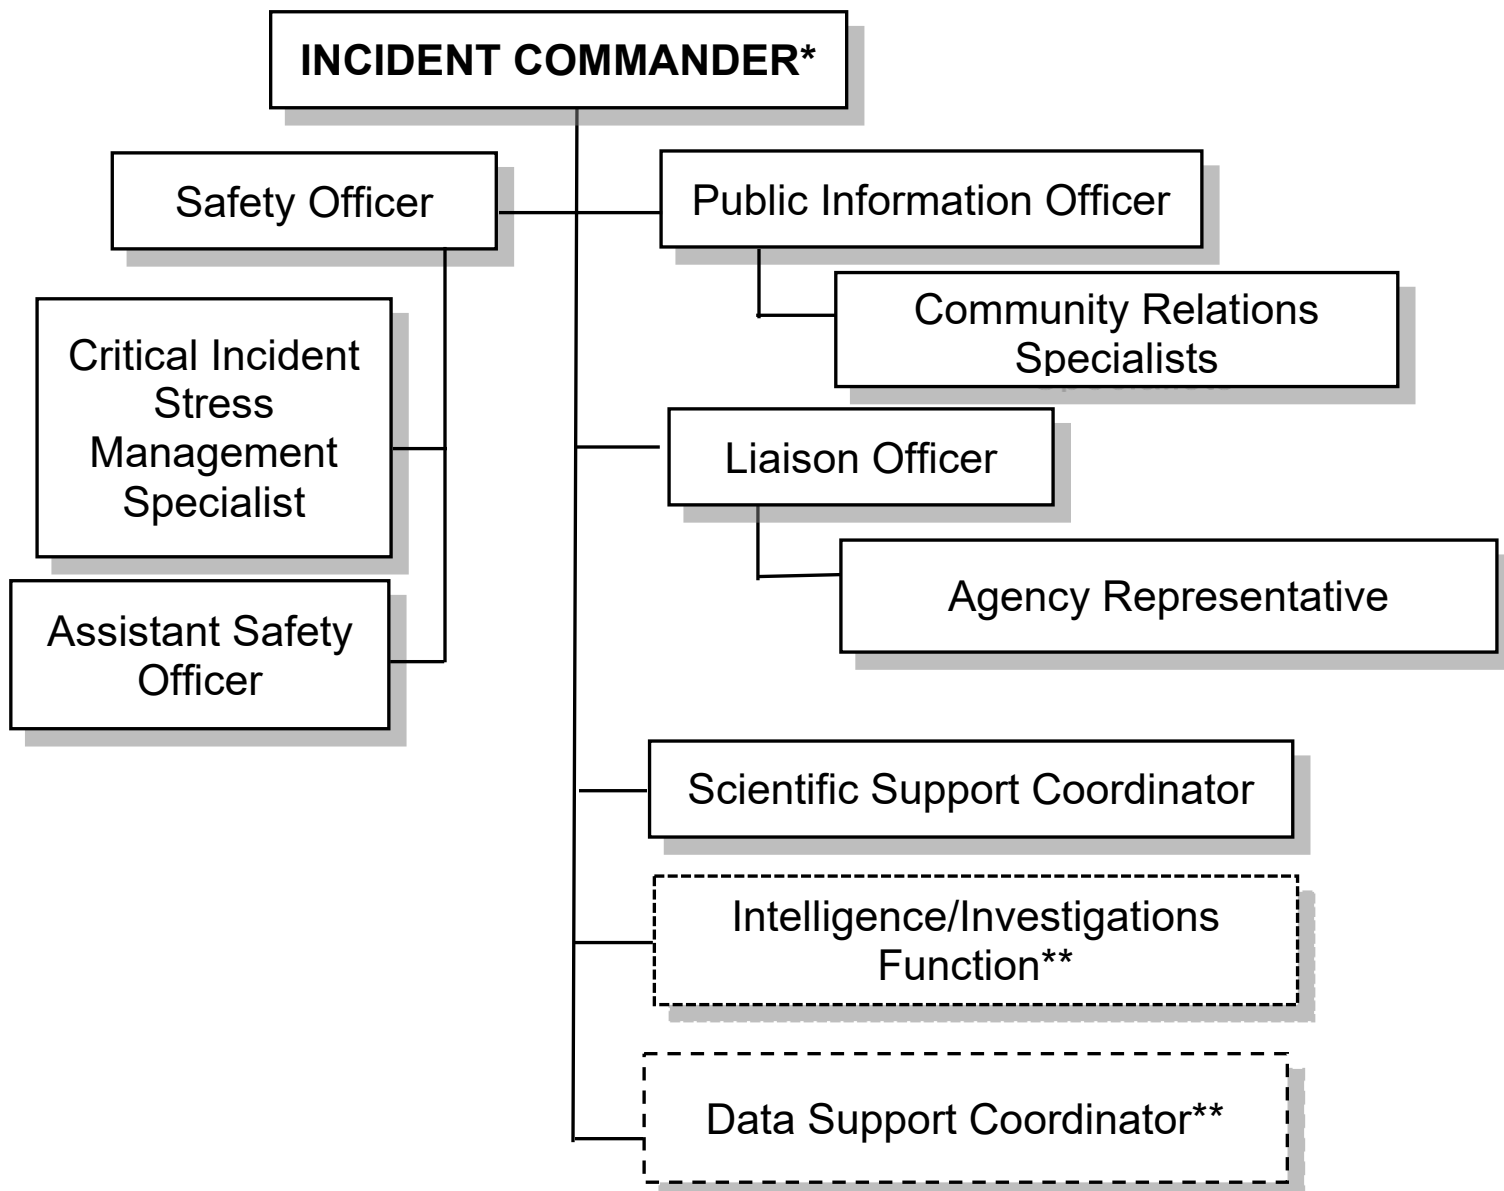 INCIDENT COMMANDER*
Safety Officer
Public Information Officer
Community Relations
Specialists
Critical Incident
Stress
Management
Specialist
Liaison Officer
Agency Representative
Assistant Safety
Officer
Scientific Support Coordinator
Intelligence/Investigations
Function**
Data Support Coordinator**